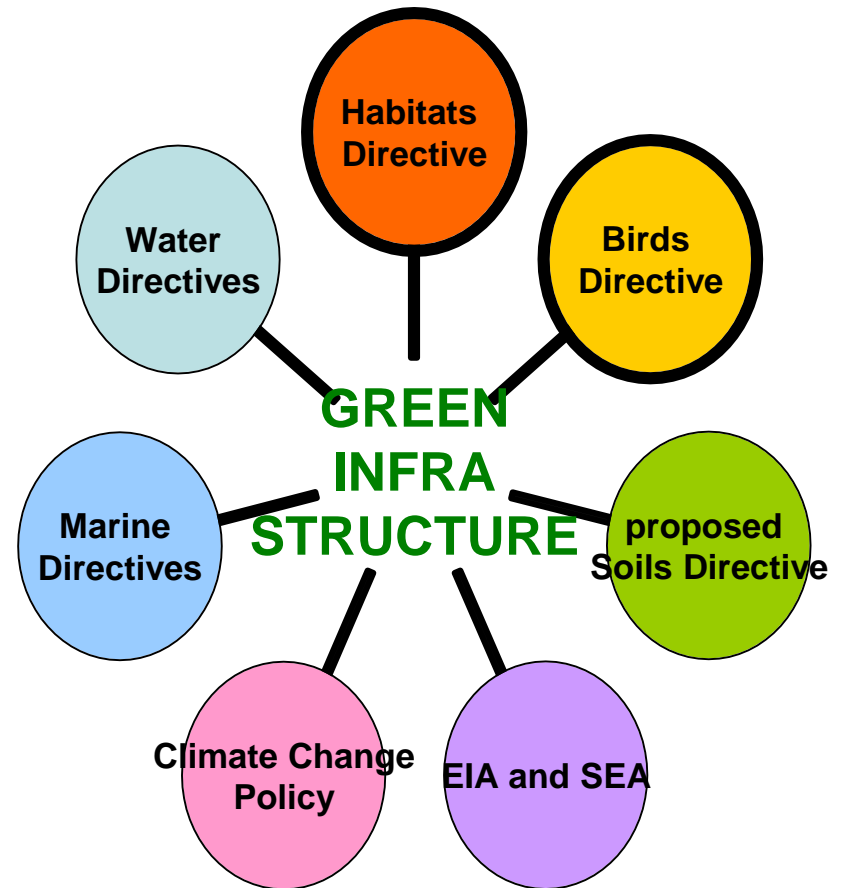 Habitats
Directive
Water
Directives
Birds
Directive
GREEN
INFRA
STRUCTURE
Marine
Directives
proposed
Soils Directive
Climate Change
Policy
EIA and SEA